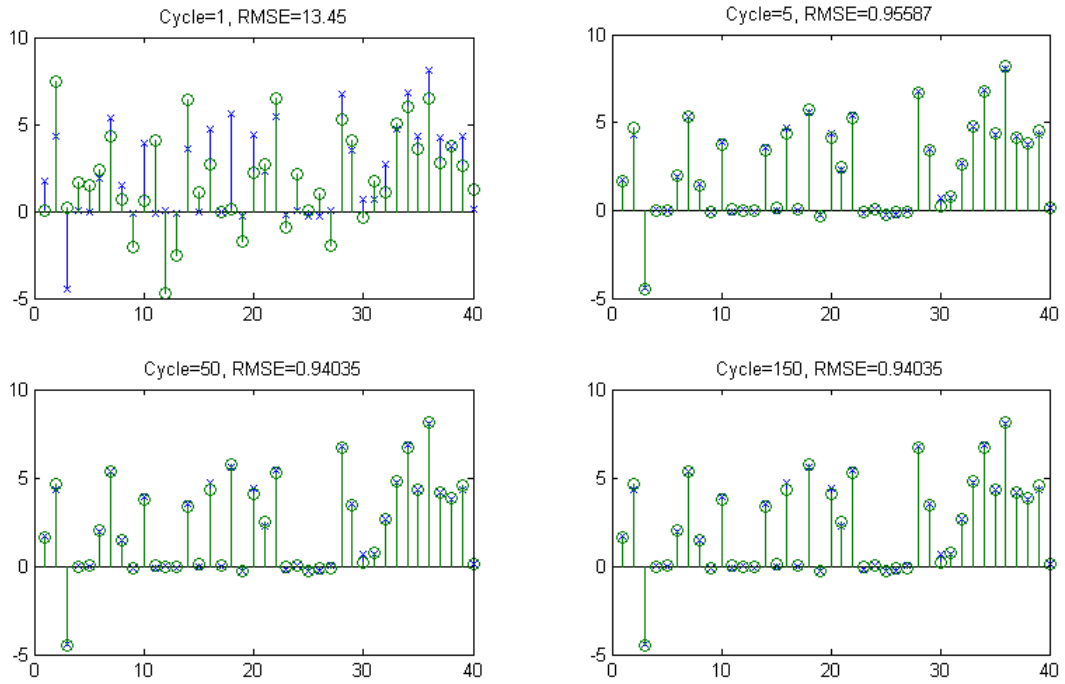 Cycle=1, RMSE=13.45
10
5
0
-5
0 10 20 30 40
Cycle=5, RMSE=0.95587
10
5
0
-5
0 10 20 30 40
Cycle=50, RMSE=0.94035
10
5
0
-5
0 10 20 30 40
Cycle=150, RMSE=0.94035
10
5
0
-5
0 10 20 30 40